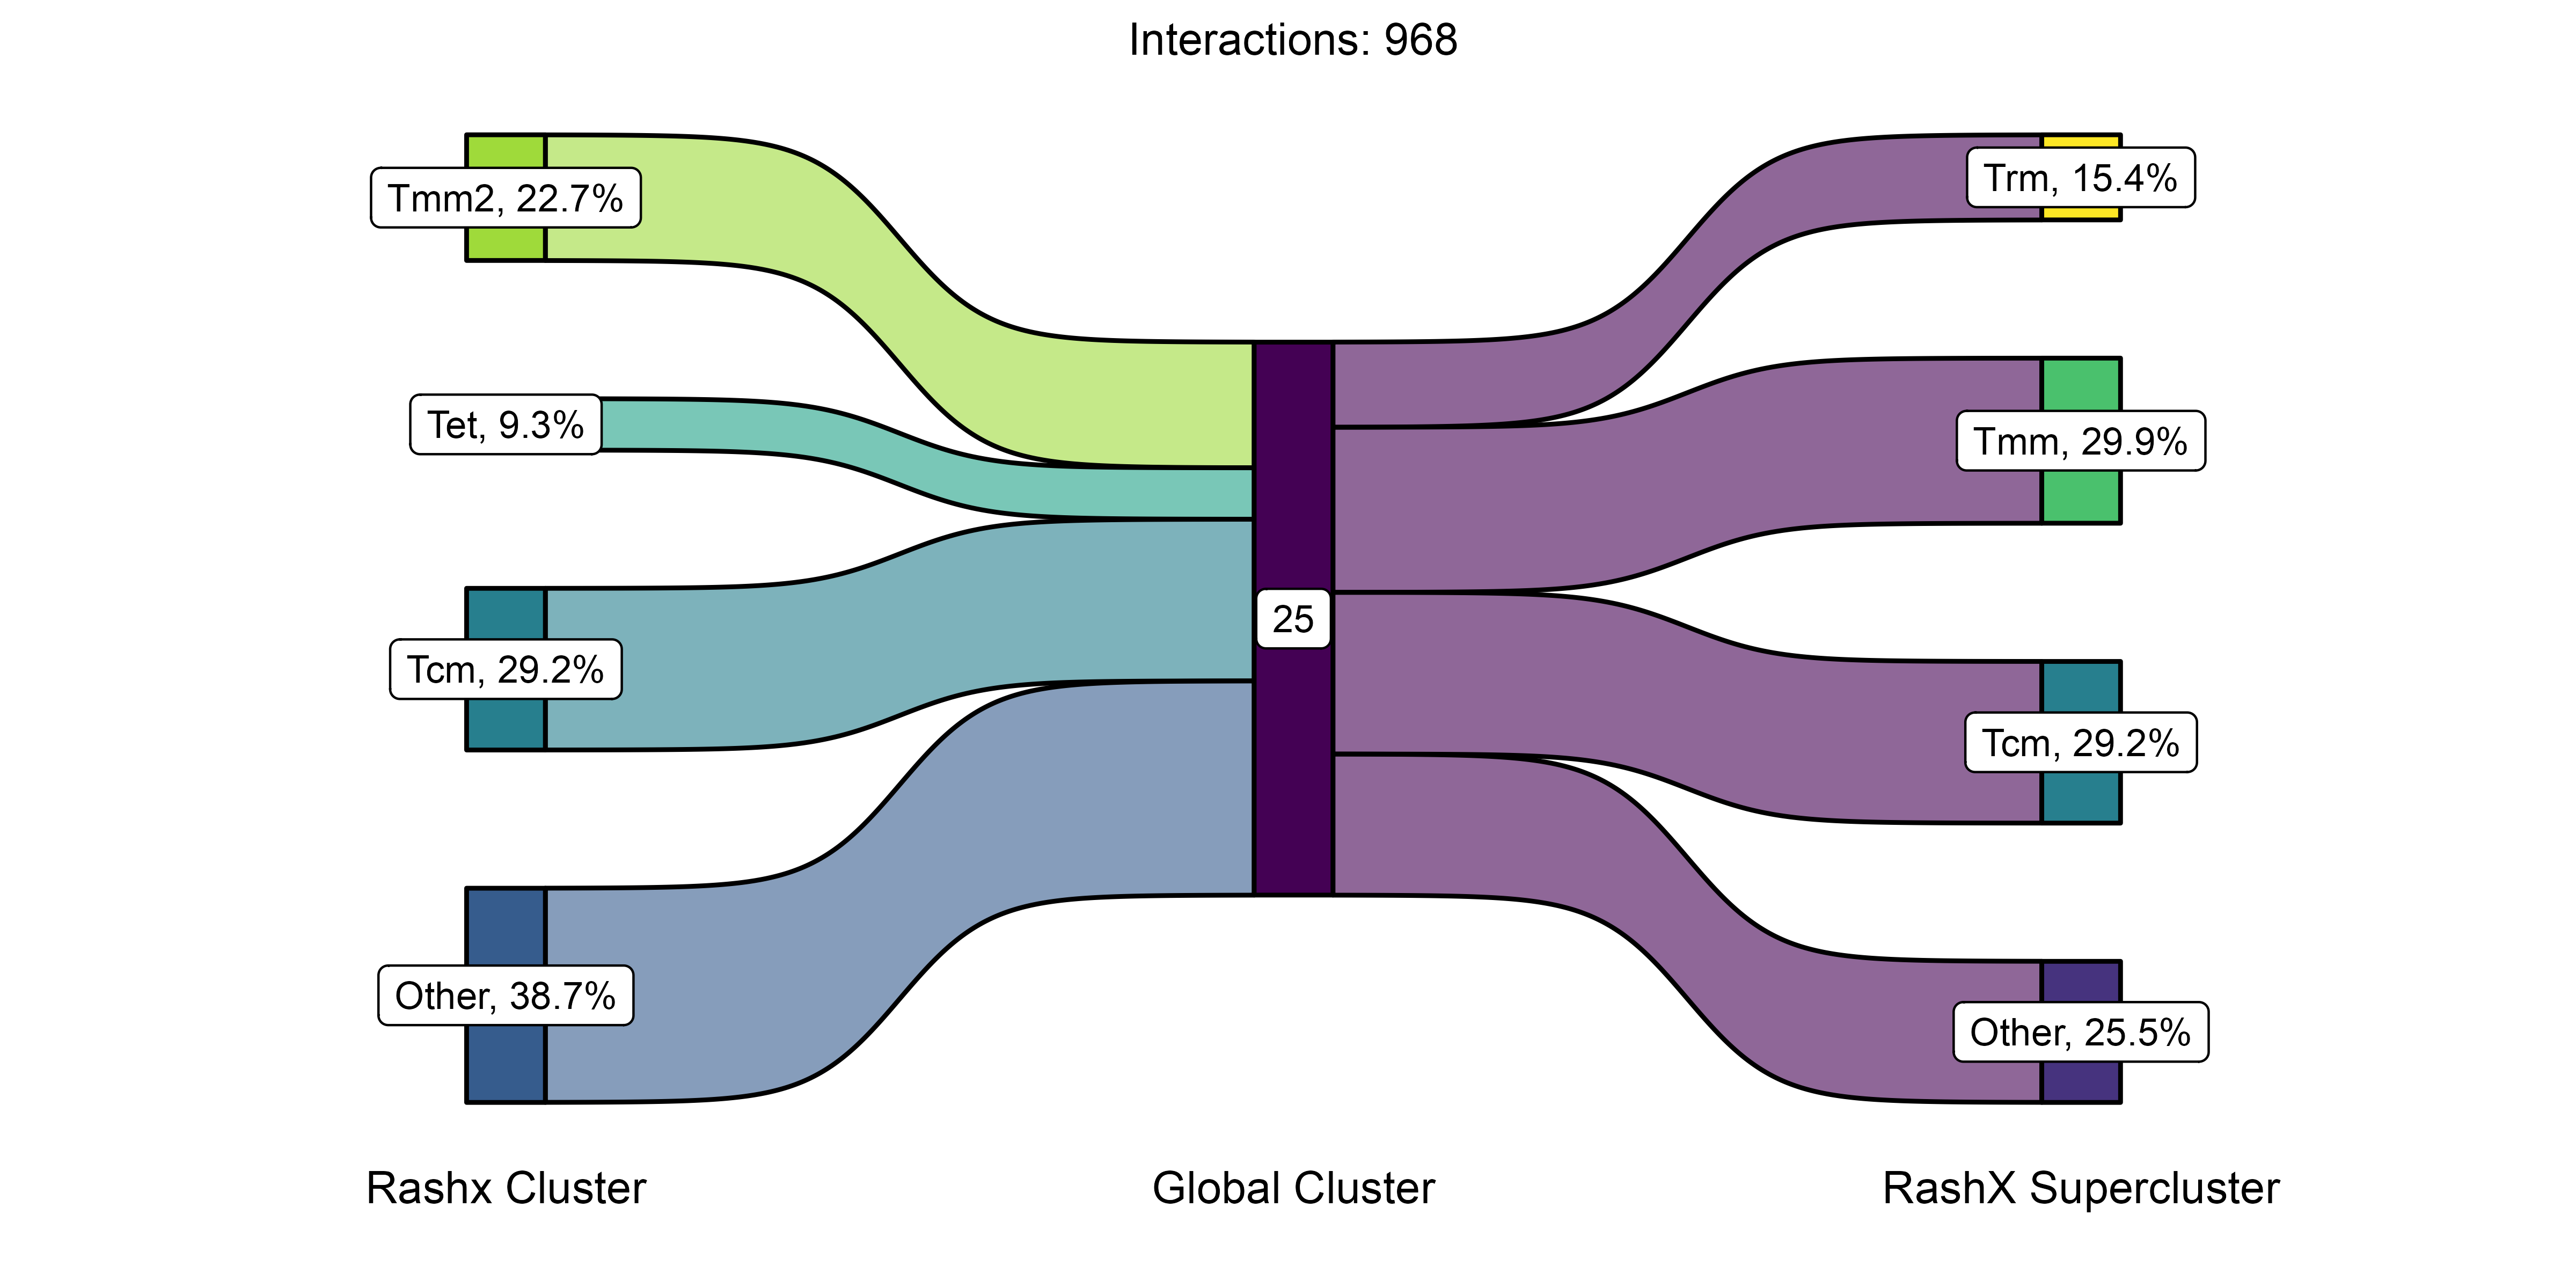 Interactions: 968
Tmm2, 22.7%
Tet, 9.3%
Tcm, 29.2%
Other, 38.7%
25
Trm, 15.4%
Tmm, 29.9%
Tcm, 29.2%
Other, 25.5%
Rashx Cluster
Global Cluster
RashX Supercluster